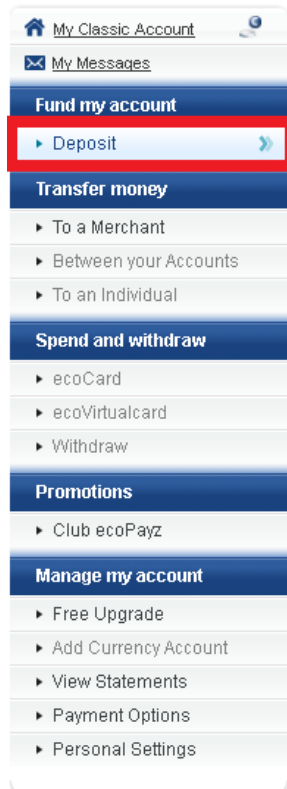 My Classic Account
My Messages
Fund my account
Deposit
Transfer money
To a Merchant
Between your Accounts
To an Individual
Spend and withdraw
ecoCard
ecoVirtualcard
Withdraw
Promotions
Club ecoPayz
Manage my account
Free Upgrade
Add Currency Account
View Statements
Payment Options
Personal Settings